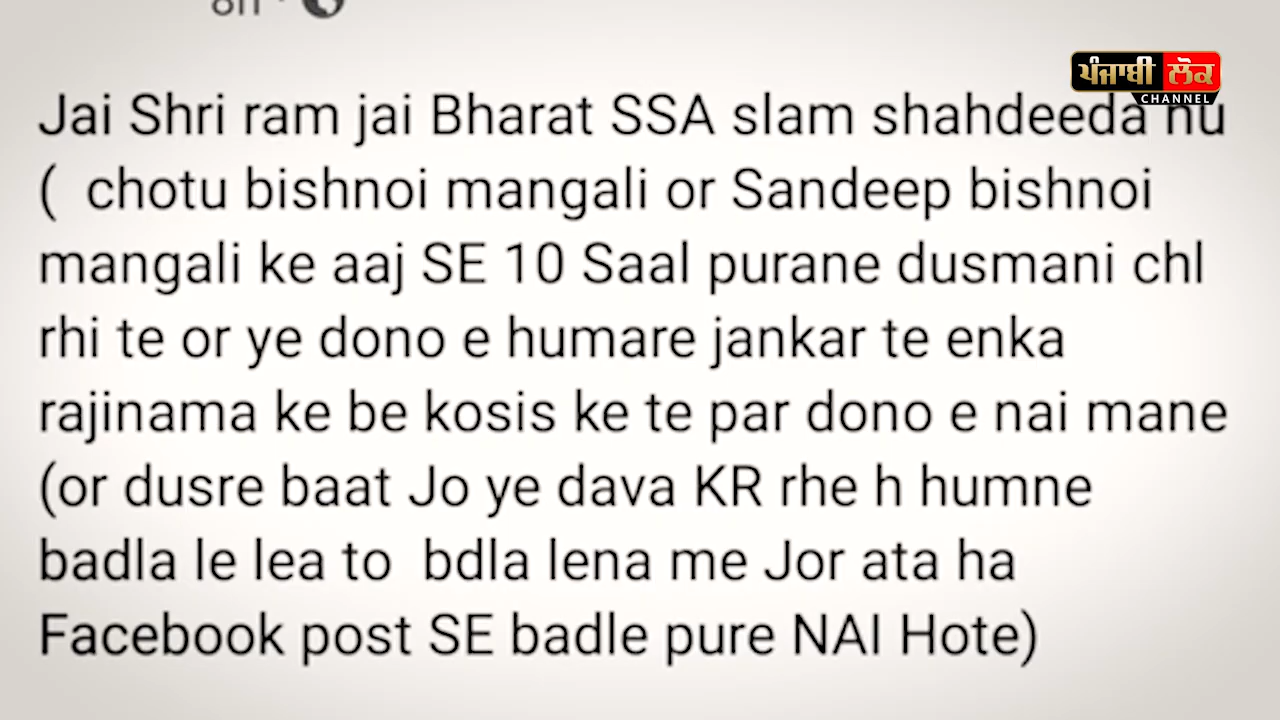 ਪੰਜਾਬੀ ਲੋਕ
CHANNEL
Jai Shri ram jai Bharat SSA slam shahdeeda nu
( chotu bishnoi mangali or Sandeep bishnoi
mangali ke aaj SE 10 Saal purane dusmani chl
rhi te or ye dono e humare jankar te enka
rajinama ke be kosis ke te par dono e nai mane
(or dusre baat Jo ye dava KR rhe h humne
badla le lea to bdla lena me Jor ata ha
Facebook post SE badle pure NAI Hote)